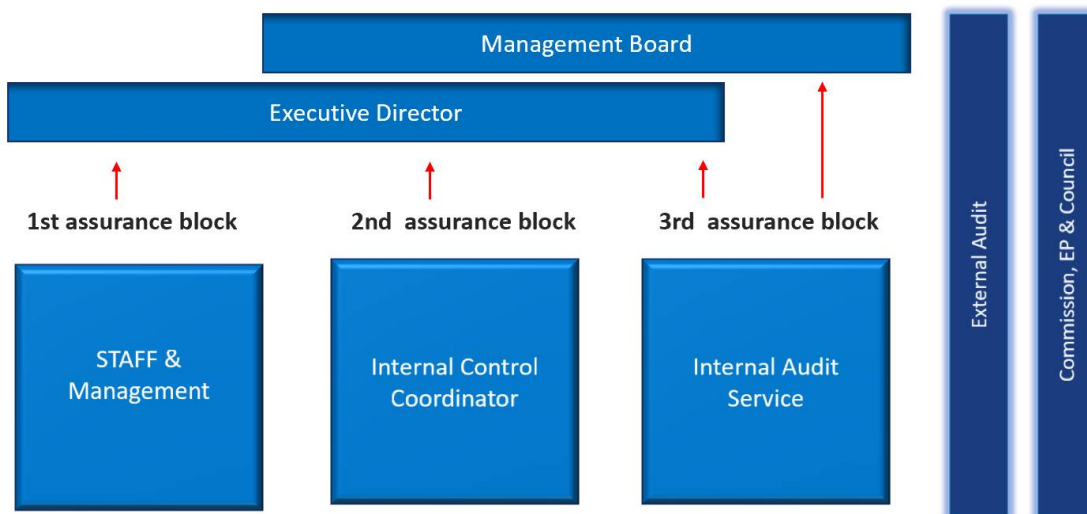 Management Board
Executive Director
1st assurance block
2nd  assurance block
3rd  assurance block
STAFF &
Management
Internal Control
Coordinator
Internal Audit
Service
External Audit
Commission, EP & Council